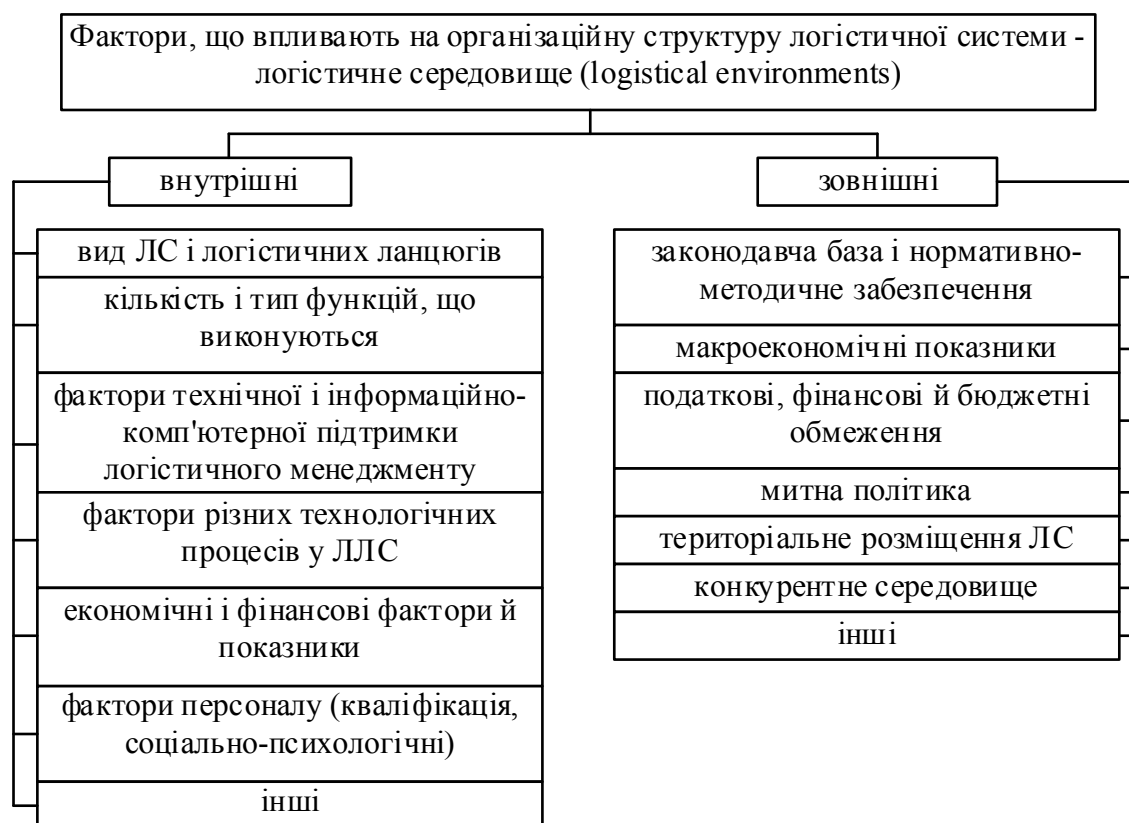 Фактори, що впливають на організаційну структуру логістичної системи -
логістичне середовище (logistical environments)
внутрішні
вид ЛС і логістичних ланцюгів
кількість і тип функцій, що
виконуються
фактори технічної і інформаційно-
комп'ютерної підтримки
логістичного менеджменту
фактори різних технологічних
процесів у ЛЛС
економічні і фінансові фактори й
показники
фактори персоналу (кваліфікація,
соціально-психологічні)
інші
зовнішні
законодавча база і нормативно-
методичне забезпечення
макроекономічні показники
податкові, фінансові й бюджетні
обмеження
митна політика
територіальне розміщення ЛС
конкурентне середовище
інші